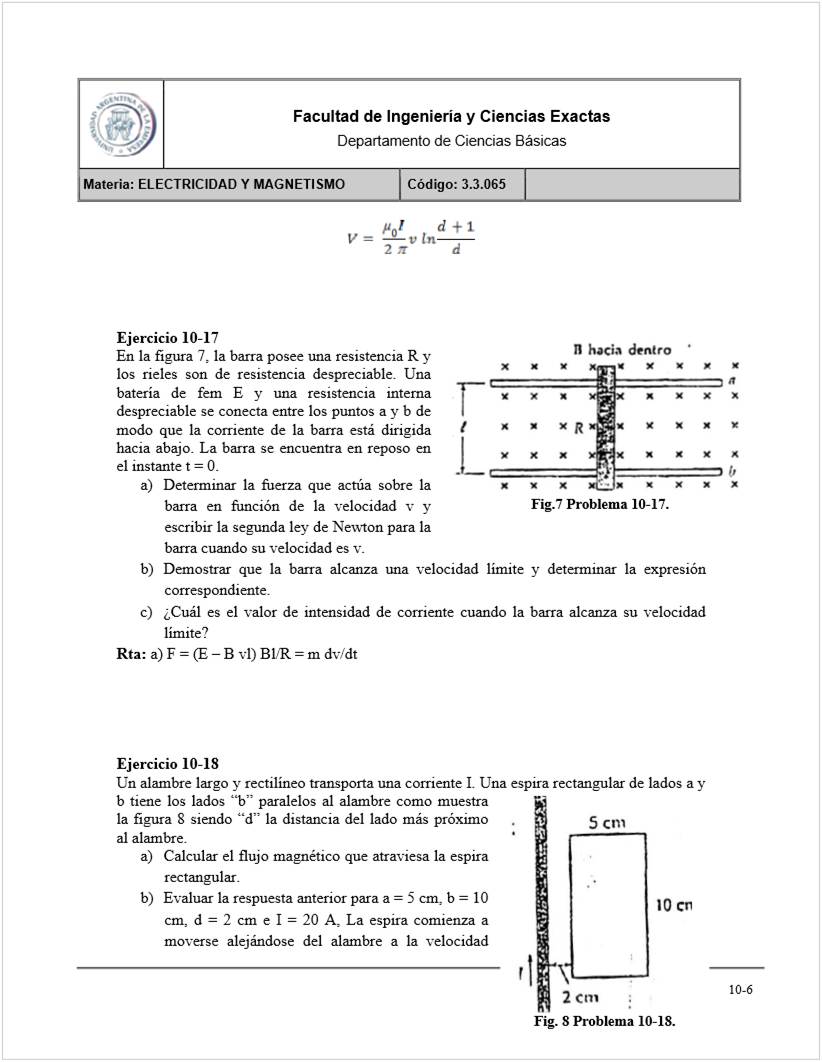 Facultad de Ingeniería y Ciencias Exactas
Departamento de Ciencias Básicas
Materia: ELECTRICIDAD Y MAGNETISMO
Código: 3.3.065
V = μ₀I / 2 π v ln d + 1 / d
Ejercicio 10-17
En la figura 7, la barra posee una resistencia R y
los rieles son de resistencia despreciable. Una
batería de fem E y una resistencia interna
despreciable se conecta entre los puntos a y b de
modo que la corriente de la barra está dirigida
hacia abajo. La barra se encuentra en reposo en
el instante t = 0.
B hacia dentro
a
l
R
b
Fig.7 Problema 10-17.
a) Determinar la fuerza que actúa sobre la
barra en función de la velocidad v y
escribir la segunda ley de Newton para la
barra cuando su velocidad es v.
b) Demostrar que la barra alcanza una velocidad límite y determinar la expresión
correspondiente.
c) ¿Cuál es el valor de intensidad de corriente cuando la barra alcanza su velocidad
límite?
Rta: a) F = (E – B vl) Bl/R = m dv/dt
Ejercicio 10-18
Un alambre largo y rectilíneo transporta una corriente I. Una espira rectangular de lados a y
b tiene los lados “b” paralelos al alambre como muestra
la figura 8 siendo “d” la distancia del lado más próximo
al alambre.
a) Calcular el flujo magnético que atraviesa la espira
rectangular.
b) Evaluar la respuesta anterior para a = 5 cm, b = 10
cm, d = 2 cm e I = 20 A, La espira comienza a
moverse alejándose del alambre a la velocidad
5 cm
10 cm
I
2 cm
Fig. 8 Problema 10-18.
10-6